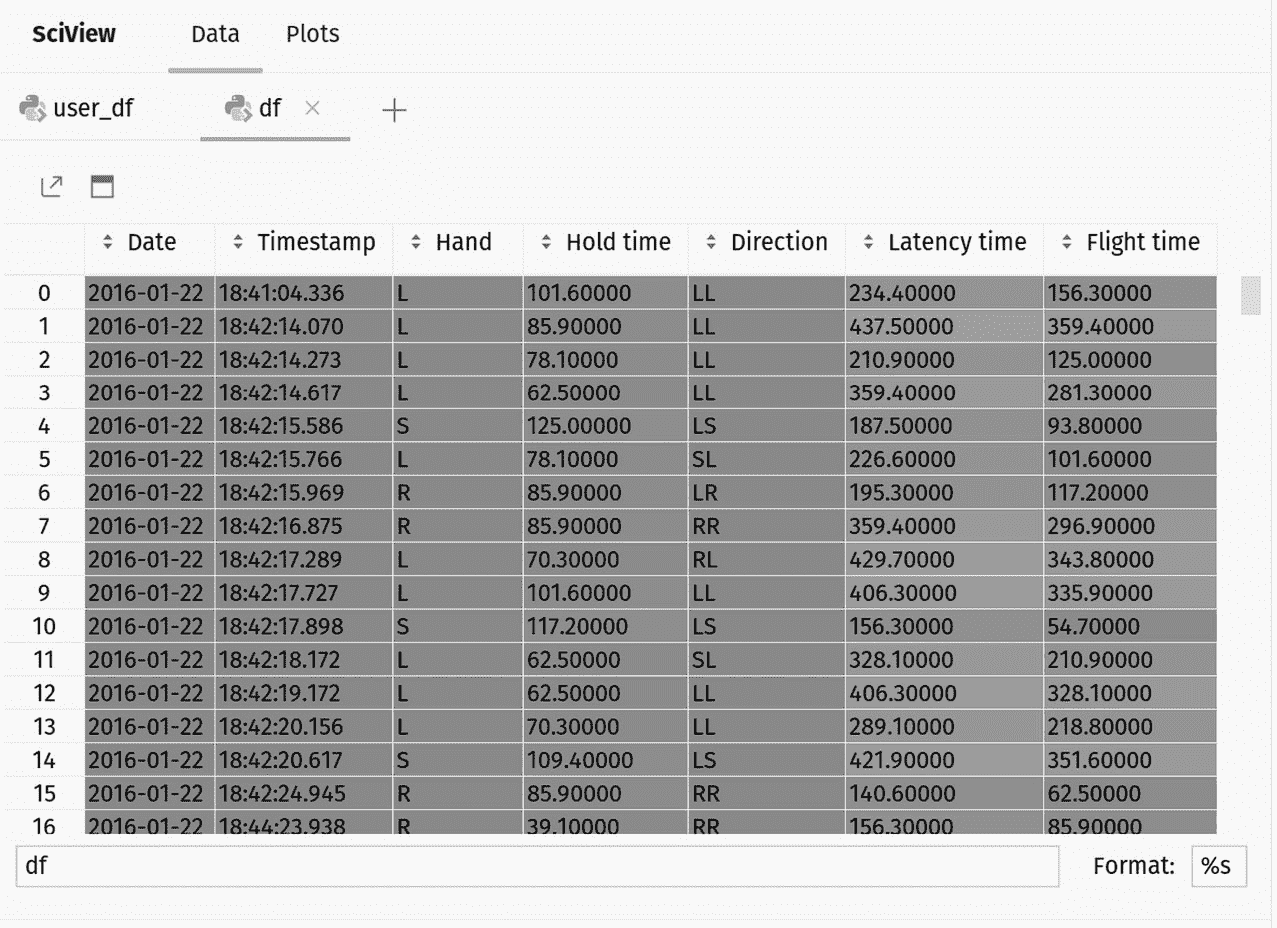 SciView Data Plots
user_df df
Date Timestamp Hand Hold time Direction Latency time Flight time
0 2016-01-22 18:41:04.336 L 101.60000 LL 234.40000 156.30000
1 2016-01-22 18:42:14.070 L 85.90000 LL 437.50000 359.40000
2 2016-01-22 18:42:14.273 L 78.10000 LL 210.90000 125.00000
3 2016-01-22 18:42:14.617 L 62.50000 LL 359.40000 281.30000
4 2016-01-22 18:42:15.586 S 125.00000 LS 187.50000 93.80000
5 2016-01-22 18:42:15.766 L 78.10000 SL 226.60000 101.60000
6 2016-01-22 18:42:15.969 R 85.90000 LR 195.30000 117.20000
7 2016-01-22 18:42:16.875 R 85.90000 RR 359.40000 296.90000
8 2016-01-22 18:42:17.289 L 70.30000 RL 429.70000 343.80000
9 2016-01-22 18:42:17.727 L 101.60000 LL 406.30000 335.90000
10 2016-01-22 18:42:17.898 S 117.20000 LS 156.30000 54.70000
11 2016-01-22 18:42:18.172 L 62.50000 SL 328.10000 210.90000
12 2016-01-22 18:42:19.172 L 62.50000 LL 406.30000 328.10000
13 2016-01-22 18:42:20.156 L 70.30000 LL 289.10000 218.80000
14 2016-01-22 18:42:20.617 S 109.40000 LS 421.90000 351.60000
15 2016-01-22 18:42:24.945 R 85.90000 RR 140.60000 62.50000
16 2016-01-22 18:44:23.938 R 39.10000 RR 156.30000 85.90000
df Format: %s